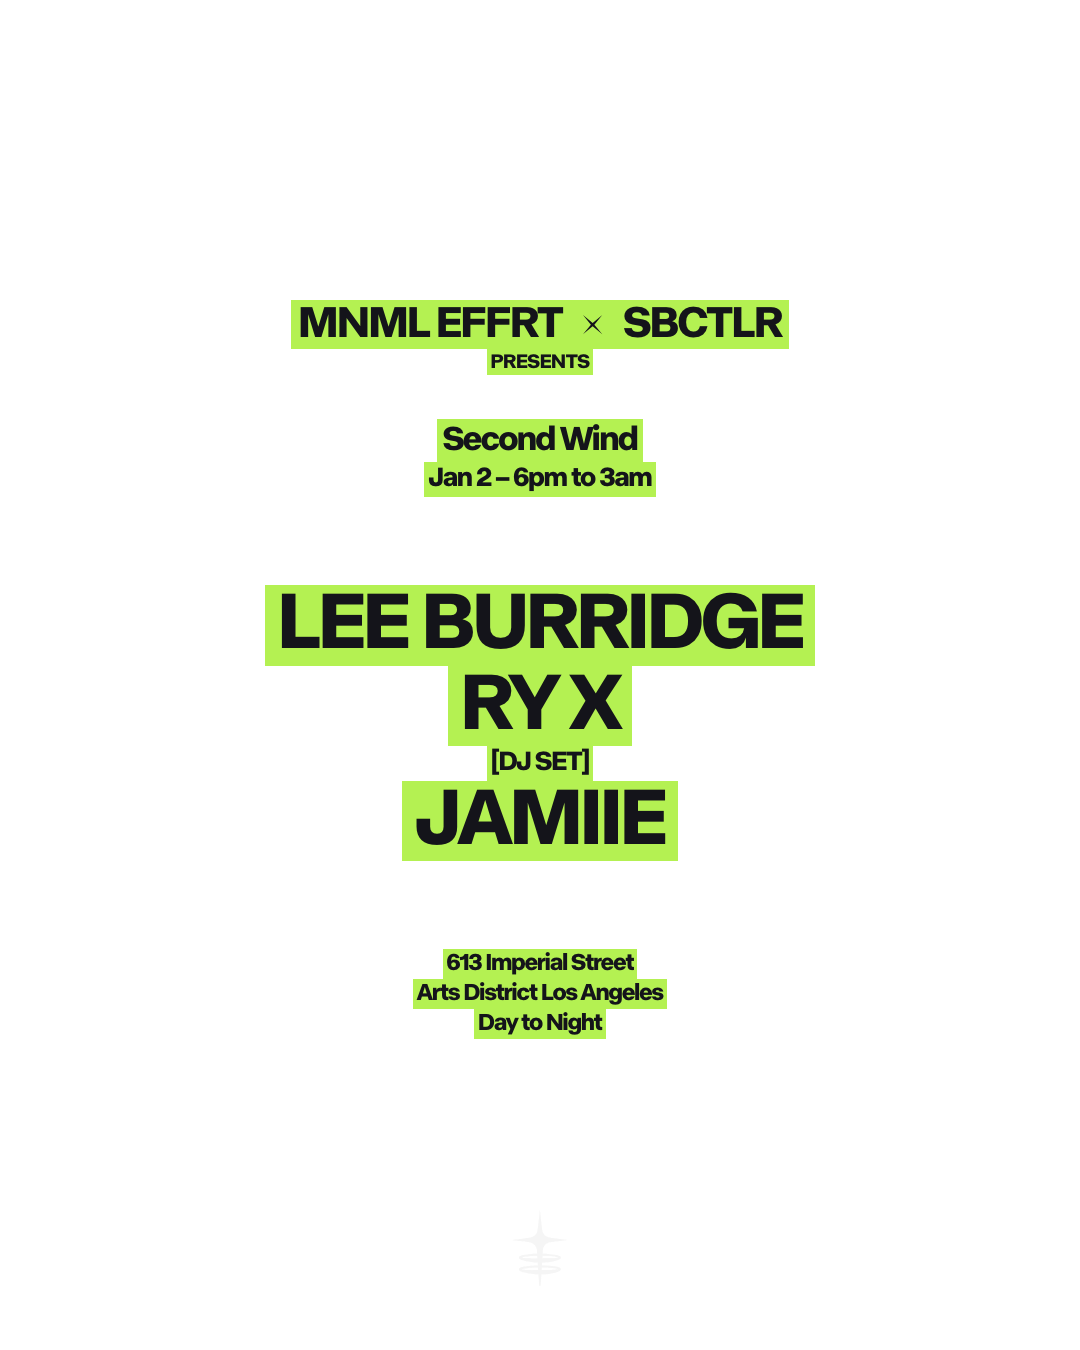 MNML EFFRT × SBCTLR
PRESENTS
Second Wind
Jan 2 – 6pm to 3am
LEE BURRIDGE
RY X
[DJ SET]
JAMIIE
613 Imperial Street
Arts District Los Angeles
Day to Night